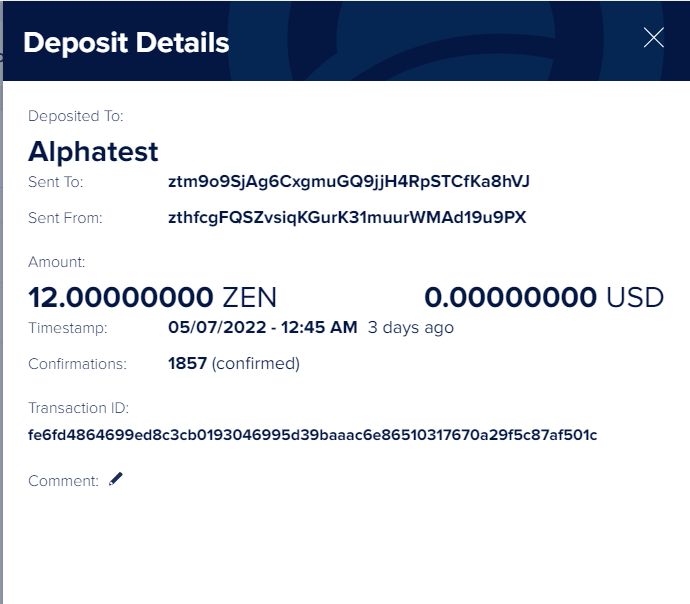 Deposit Details
Deposited To:
Alphatest
Sent To: ztm9o9SjAg6CxgmuGQ9jjH4RpSTCfKa8hVJ
Sent From: zthfcgFQSZvsiqKGurK31muurWMAd19u9PX
Amount:
12.00000000 ZEN 0.00000000 USD
Timestamp: 05/07/2022 - 12:45 AM 3 days ago
Confirmations: 1857 (confirmed)
Transaction ID:
fe6fd4864699ed8c3cb0193046995d39baaac6e86510317670a29f5c87af501c
Comment: